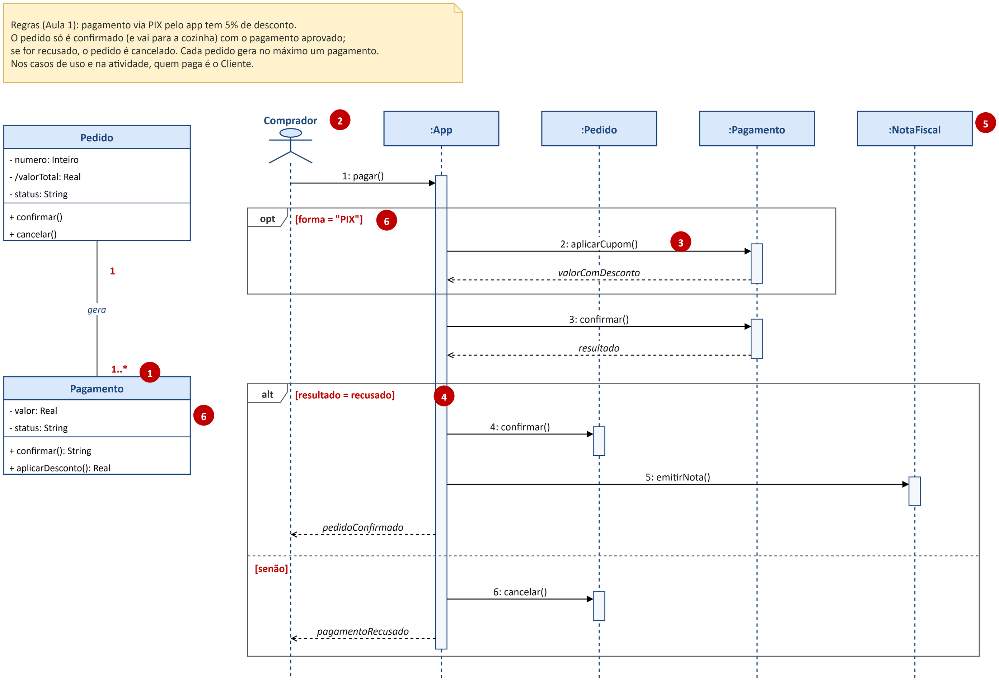 Regras (Aula 1): pagamento via PIX pelo app tem 5% de desconto.
O pedido só é confirmado (e vai para a cozinha) com o pagamento aprovado;
se for recusado, o pedido é cancelado. Cada pedido gera no máximo um pagamento.
Nos casos de uso e na atividade, quem paga é o Cliente.
Pedido
- numero: Inteiro
- /valorTotal: Real
- status: String
+ confirmar()
+ cancelar()
1
gera
1..*
1
Pagamento
- valor: Real
- status: String
6
+ confirmar(): String
+ aplicarDesconto(): Real
Comprador
2
:App
:Pedido
:Pagamento
:NotaFiscal
5
1: pagar()
opt
[forma = "PIX"]
6
2: aplicarCupom()
3
valorComDesconto
3: confirmar()
resultado
alt
[resultado = recusado]
4
4: confirmar()
5: emitirNota()
pedidoConfirmado
[senão]
6: cancelar()
pagamentoRecusado